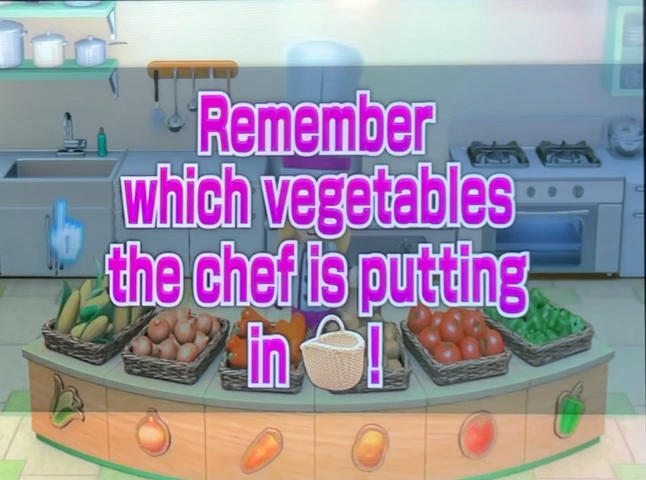 Remember
which vegetables
the chef is putting
in !